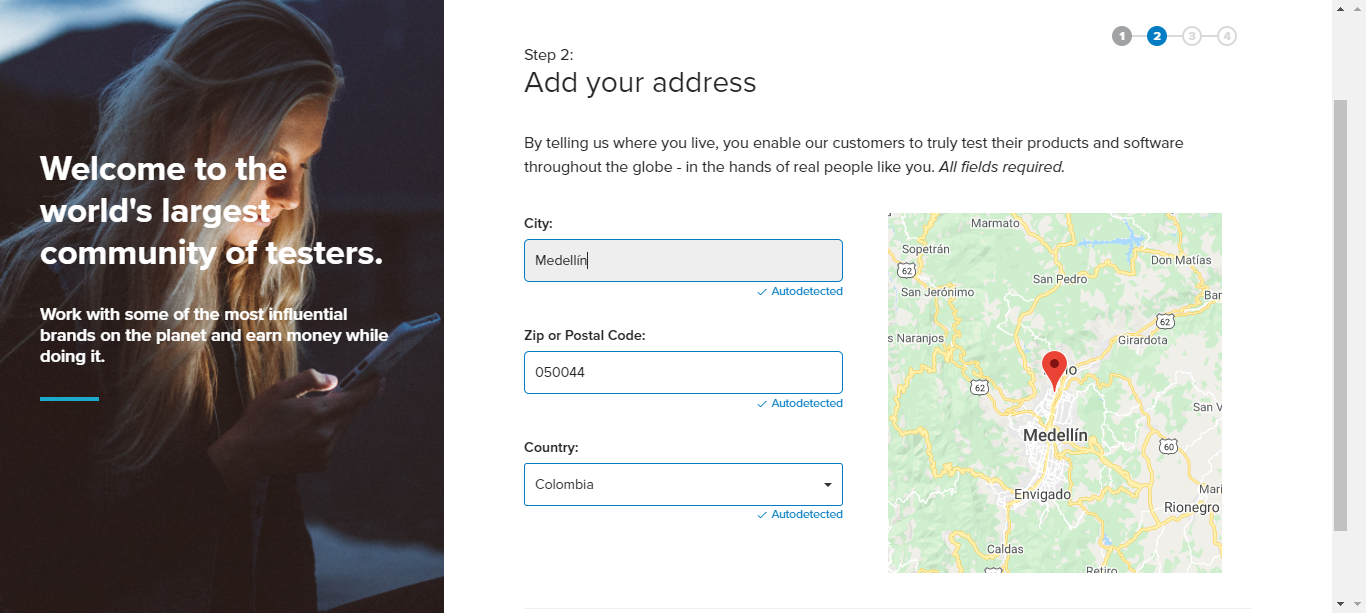 Welcome to the
world's largest
community of testers.
Work with some of the most influential
brands on the planet and earn money while
doing it.
1 2 3 4
Step 2:
Add your address
By telling us where you live, you enable our customers to truly test their products and software
throughout the globe - in the hands of real people like you. All fields required.
City:
Medellín
✓ Autodetected
Zip or Postal Code:
050044
✓ Autodetected
Country:
Colombia
✓ Autodetected
Marmato
Sopetrán
62
Don Matías
San Pedro
San Jerónimo
Bar
62
s Naranjos
Girardota
62
San V
Medellín
60
Envigado
Mari
Rionegro
Caldas
Retiro